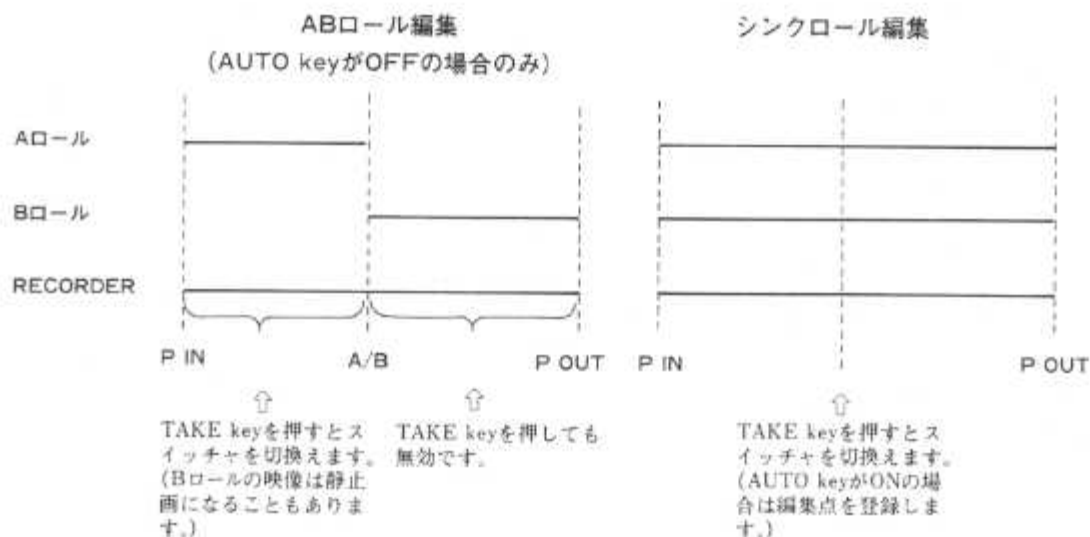 ABロール編集
(AUTO keyがOFFの場合のみ)
シンクロール編集
Aロール
Bロール
RECORDER
P IN
A/B
P OUT
P IN
P OUT
TAKE keyを押すとス
イッチャを切換えます。
(Bロールの映像は静止
画になることもありま
す。)
TAKE keyを押しても
無効です。
TAKE keyを押すとス
イッチャを切換えます。
(AUTO keyがONの場
合は編集点を登録しま
す。)